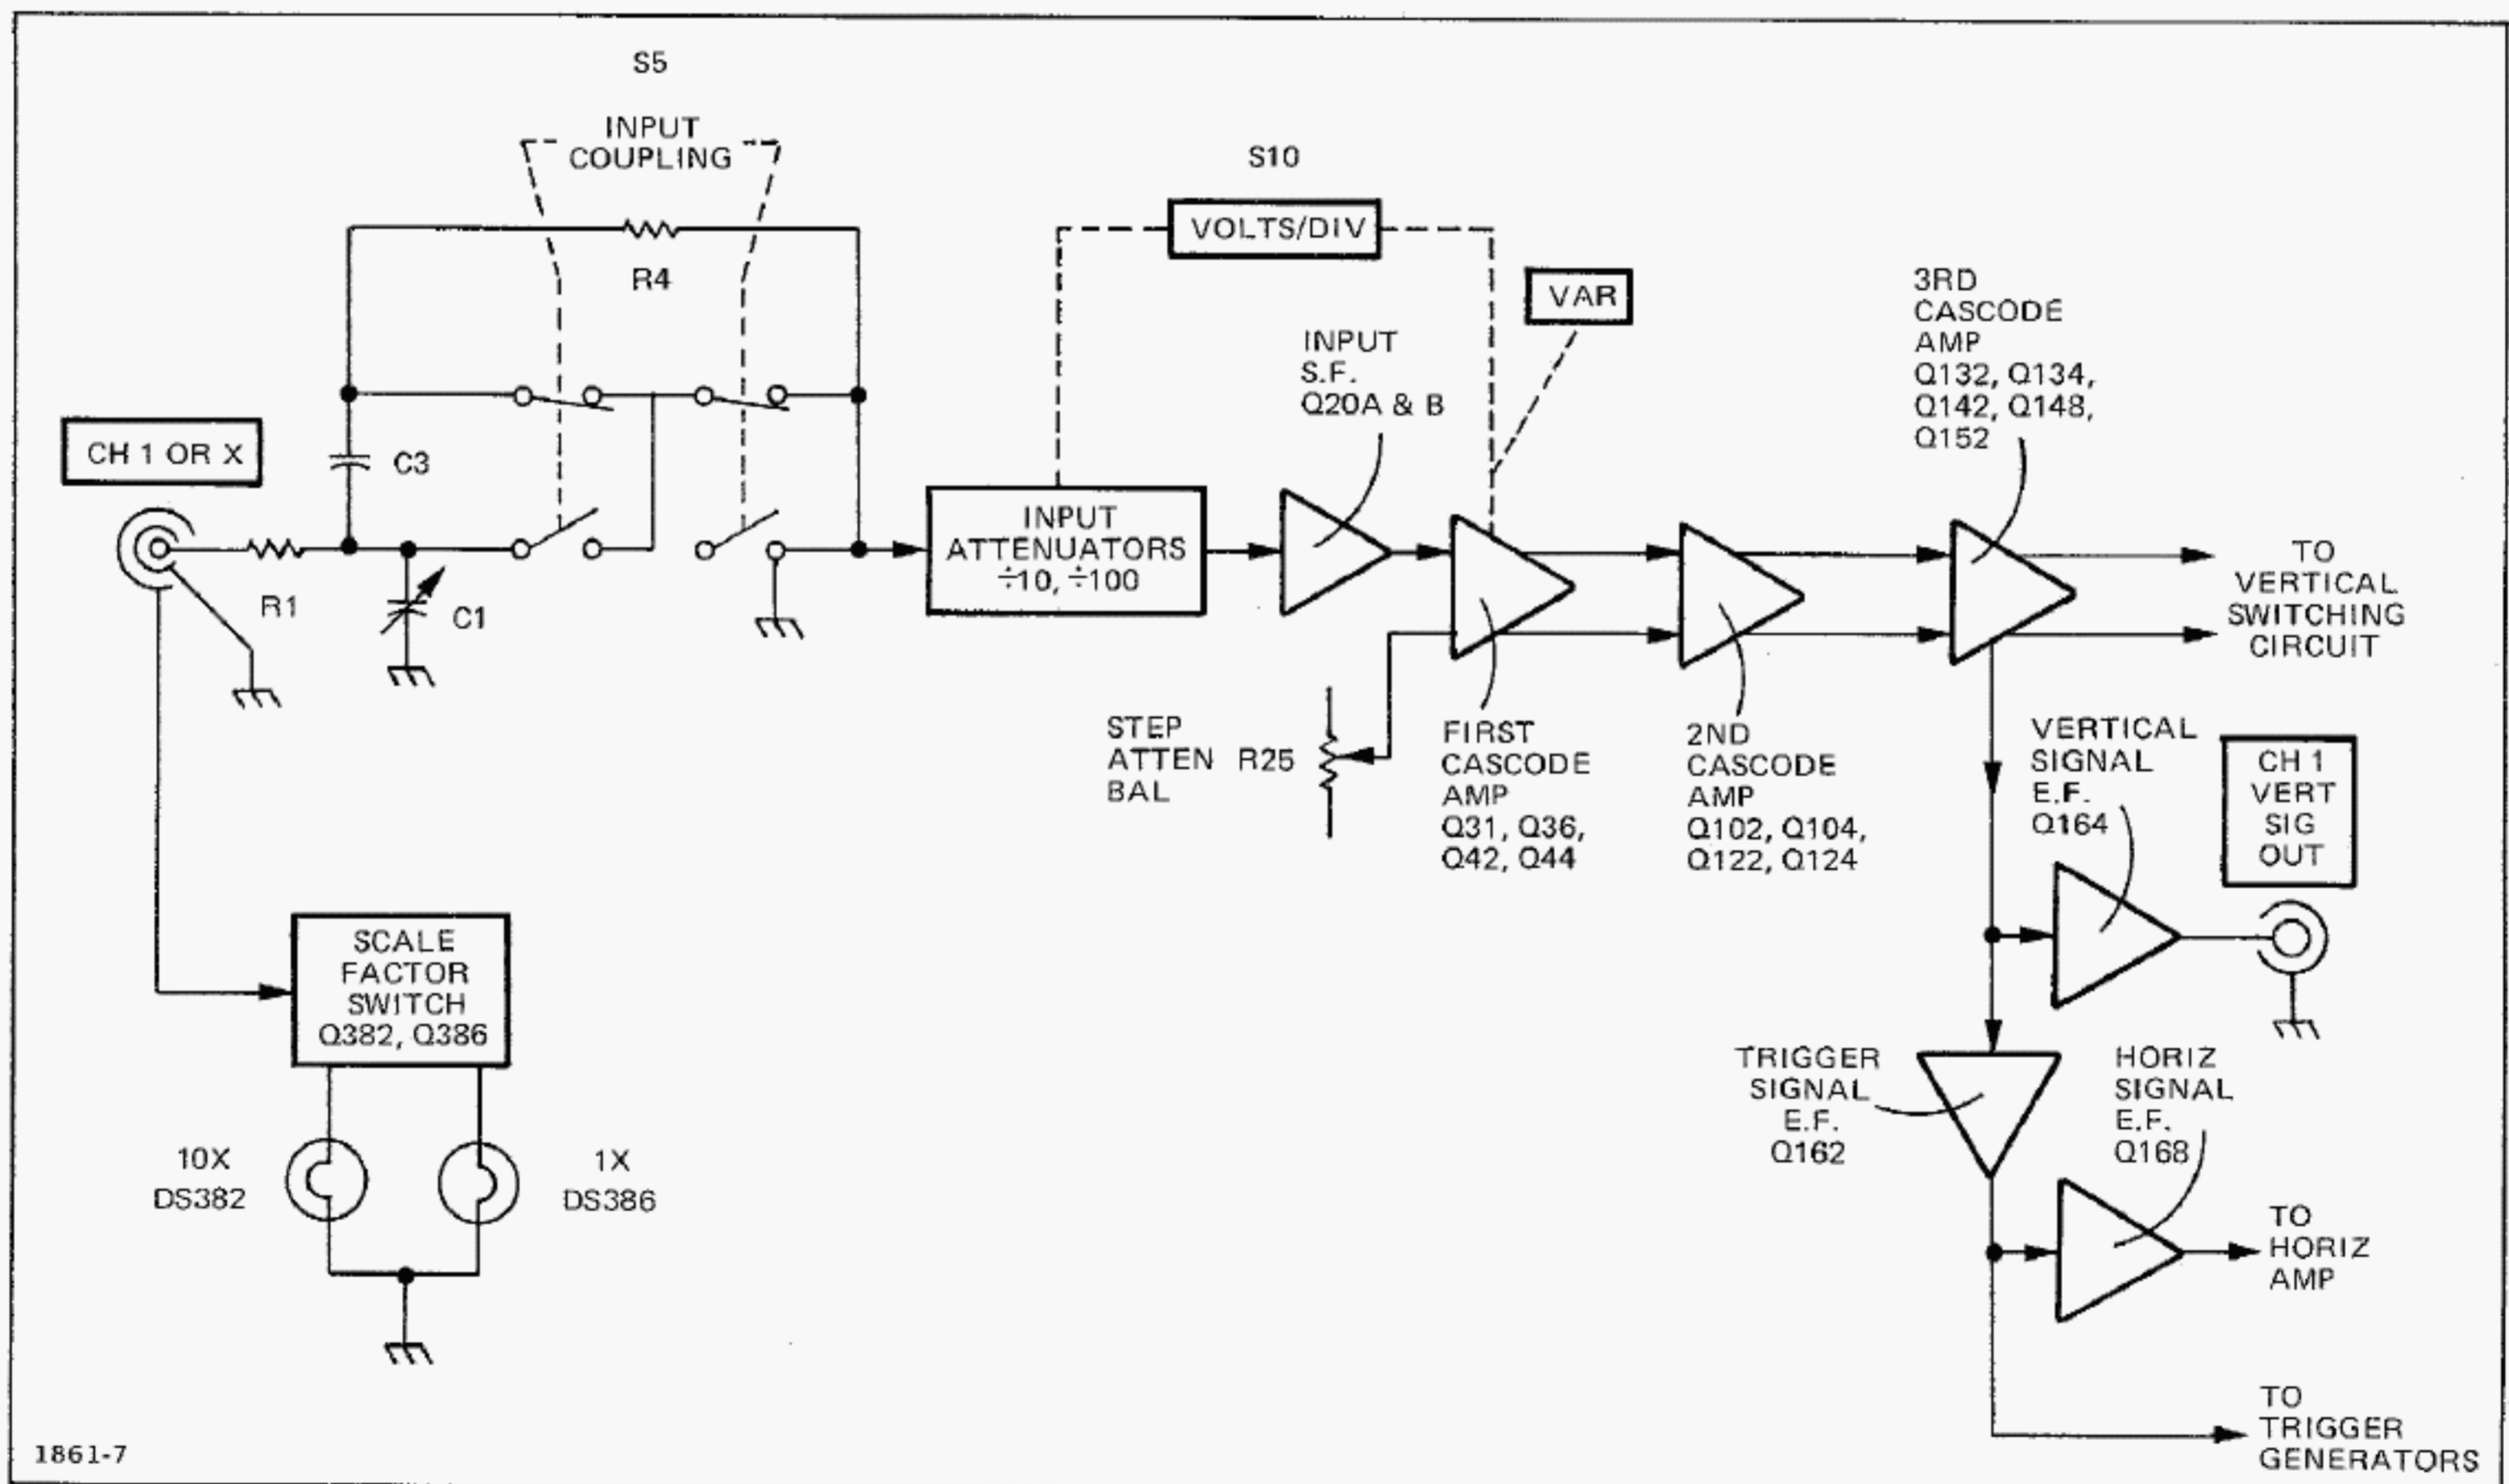 S5
INPUT
COUPLING
R4
CH 1 OR X
C3
R1
C1
S10
VOLTS/DIV
VAR
INPUT
S.F.
Q20A & B
3RD
CASCODE
AMP
Q132, Q134,
Q142, Q148,
Q152
INPUT
ATTENUATORS
÷10, ÷100
TO
VERTICAL
SWITCHING
CIRCUIT
STEP
ATTEN
BAL
R25
FIRST
CASCODE
AMP
Q31, Q36,
Q42, Q44
2ND
CASCODE
AMP
Q102, Q104,
Q122, Q124
VERTICAL
SIGNAL
E.F.
Q164
CH 1
VERT
SIG
OUT
SCALE
FACTOR
SWITCH
Q382, Q386
10X
DS382
1X
DS386
TRIGGER
SIGNAL
E.F.
Q162
HORIZ
SIGNAL
E.F.
Q168
TO
HORIZ
AMP
TO
TRIGGER
GENERATORS
1861-7